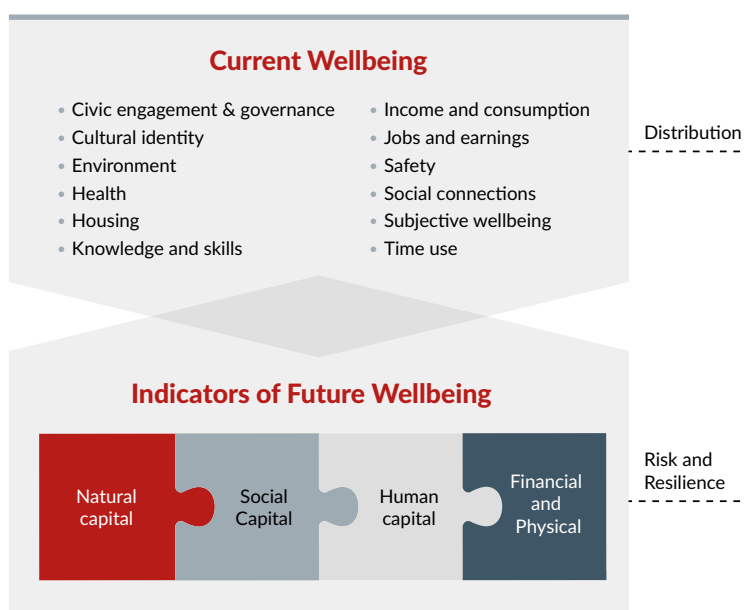 Current Wellbeing
Civic engagement & governance
Cultural identity
Environment
Health
Housing
Knowledge and skills
Income and consumption
Jobs and earnings
Safety
Social connections
Subjective wellbeing
Time use
Distribution
Indicators of Future Wellbeing
Natural
capital
Social
Capital
Human
capital
Financial
and
Physical
Risk and
Resilience